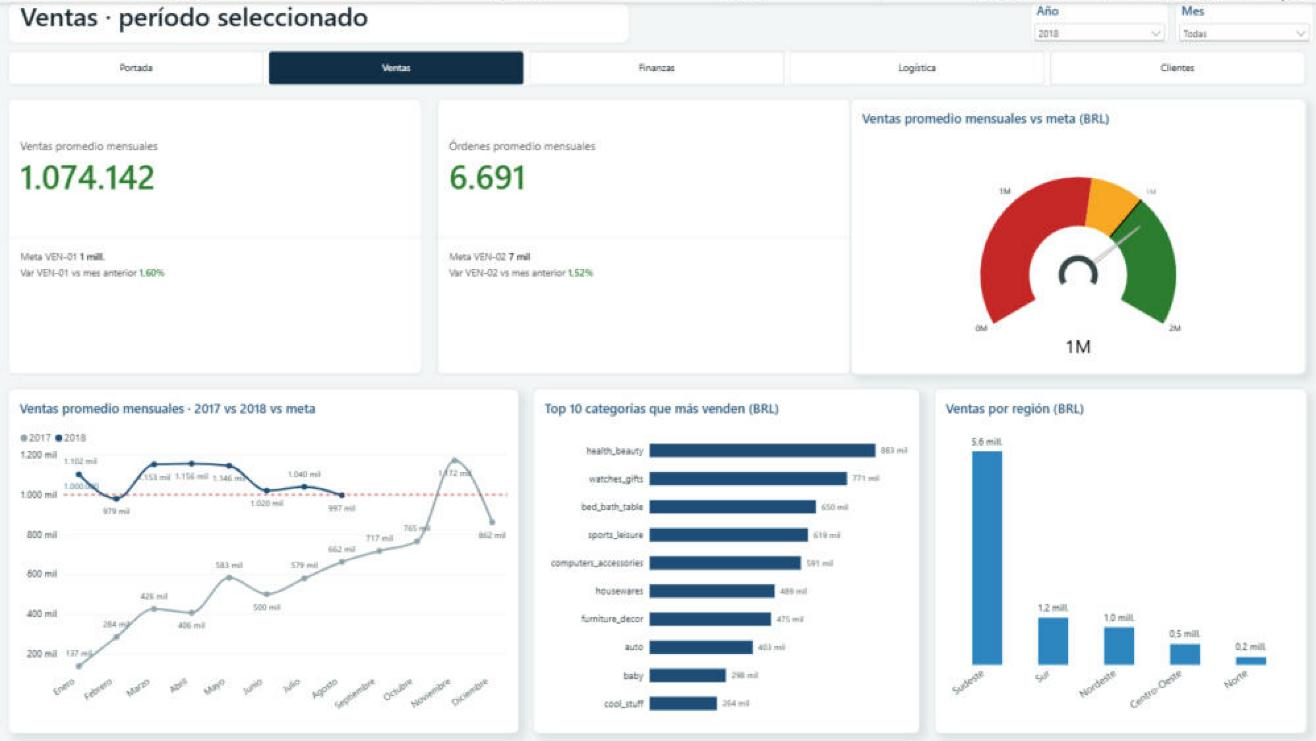 Ventas · período seleccionado
Año
Mes
2018
Todas
Portada
Ventas
Finanzas
Logística
Clientes
Ventas promedio mensuales
1.074.142
Meta VEN-01 1 mill.
Var VEN-01 vs mes anterior 1,60%
Órdenes promedio mensuales
6.691
Meta VEN-02 7 mil
Var VEN-02 vs mes anterior 1,52%
Ventas promedio mensuales vs meta (BRL)
1M
1M
0M
2M
1M
Ventas promedio mensuales · 2017 vs 2018 vs meta
2017 2018
1.200 mil
1.000 mil
800 mil
600 mil
400 mil
200 mil
1.102 mil
979 mil
1.153 mil
1.156 mil
1.146 mil
1.020 mil
1.040 mil
997 mil
137 mil
284 mil
426 mil
406 mil
583 mil
500 mil
579 mil
662 mil
717 mil
765 mil
1.172 mil
862 mil
Enero
Febrero
Marzo
Abril
Mayo
Junio
Julio
Agosto
Septiembre
Octubre
Noviembre
Diciembre
Top 10 categorías que más venden (BRL)
health_beauty 883 mil
watches_gifts 771 mil
bed_bath_table 650 mil
sports_leisure 619 mil
computers_accessories 591 mil
housewares 489 mil
furniture_decor 475 mil
auto 403 mil
baby 298 mil
cool_stuff 264 mil
Ventas por región (BRL)
5,6 mill.
1,2 mill.
1,0 mill.
0,5 mill.
0,2 mill.
Sudeste
Sur
Nordeste
Centro-Oeste
Norte